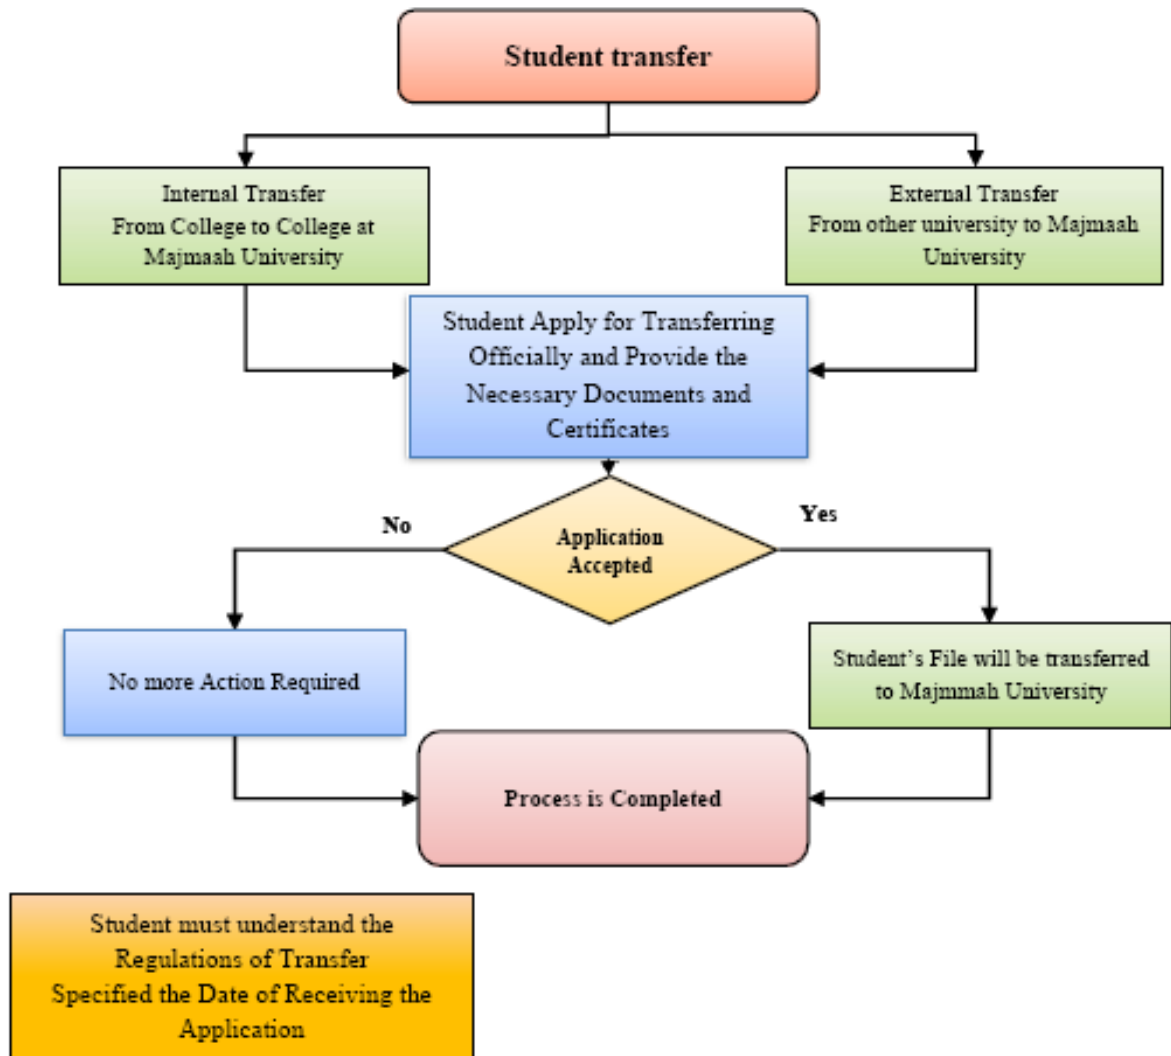 Student transfer
Internal Transfer
From College to College at
Majmaah University
External Transfer
From other university to Majmaah
University
Student Apply for Transferring
Officially and Provide the
Necessary Documents and
Certificates
No
Yes
Application
Accepted
No more Action Required
Student’s File will be transferred
to Majmmah University
Process is Completed
Student must understand the
Regulations of Transfer
Specified the Date of Receiving the
Application